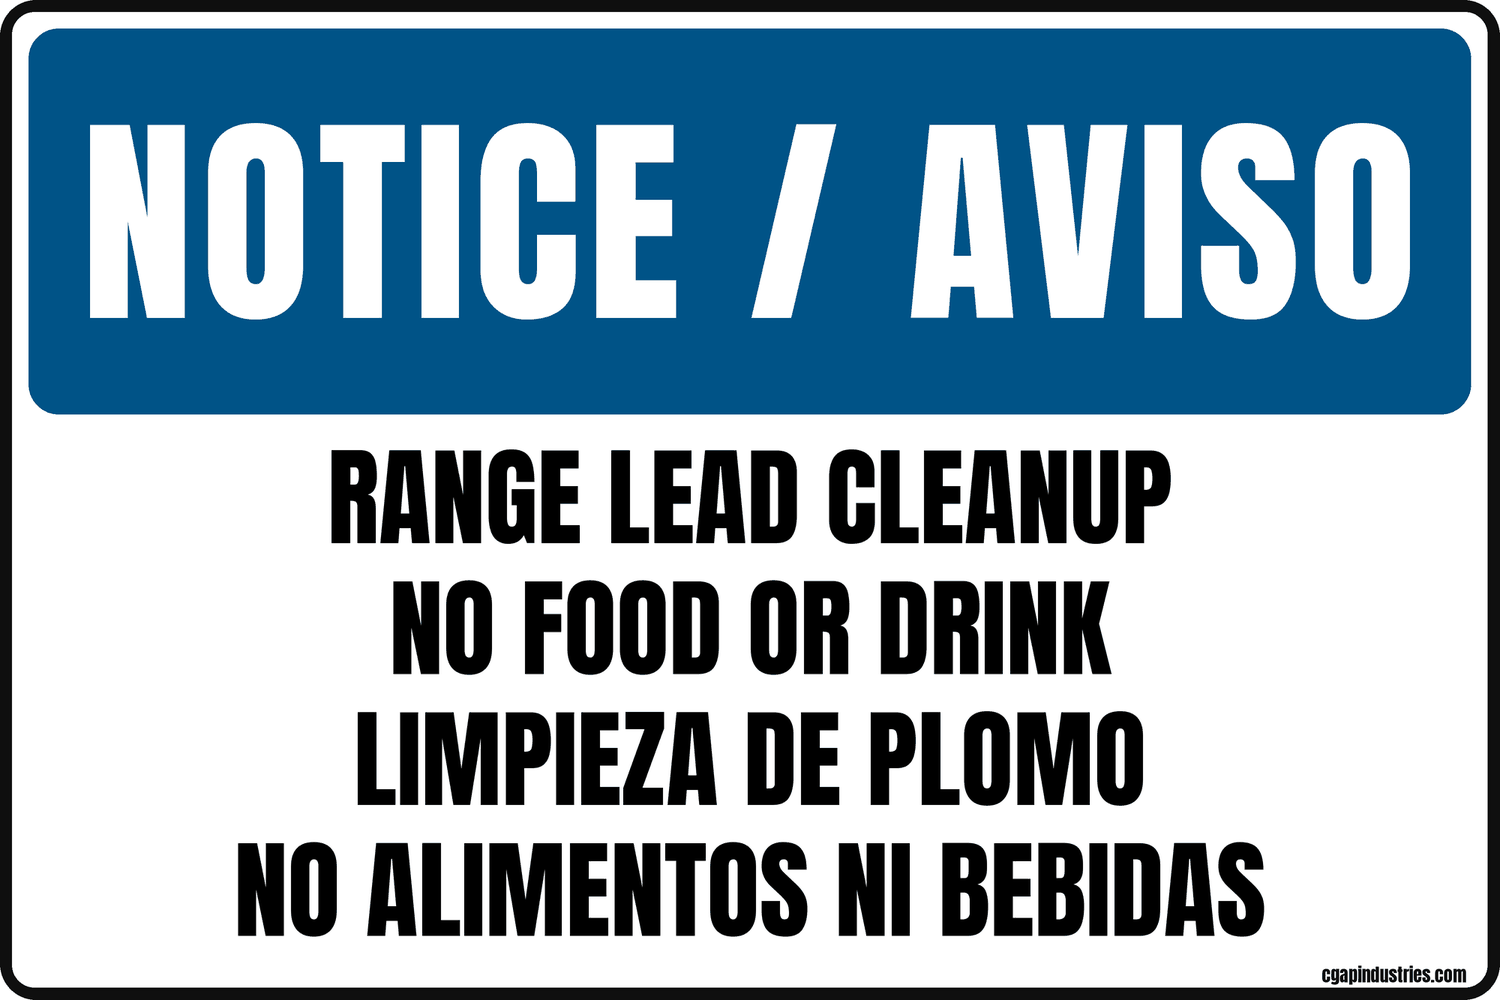 NOTICE / AVISO
RANGE LEAD CLEANUP
NO FOOD OR DRINK
LIMPIEZA DE PLOMO
NO ALIMENTOS NI BEBIDAS
cgapindustries.com